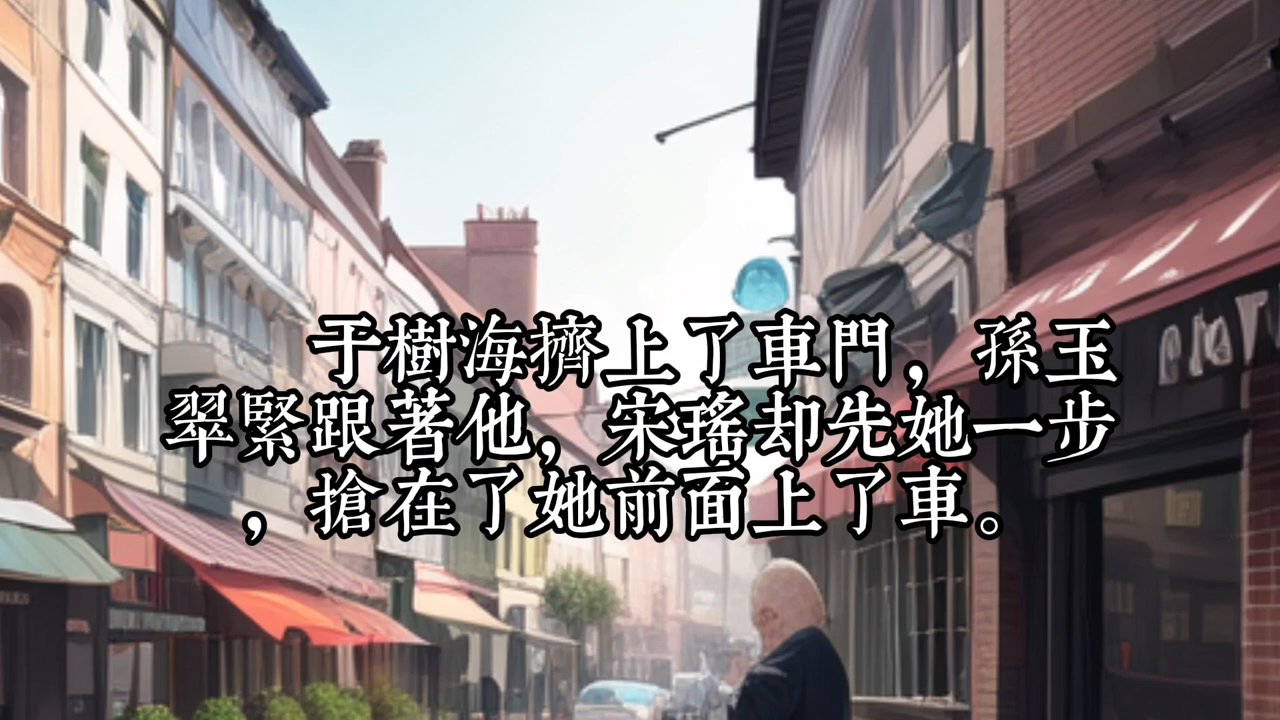 于樹海擠上了車門，孫玉
翠緊跟著他，宋瑤却先她一步
，搶在了她前面上了車。